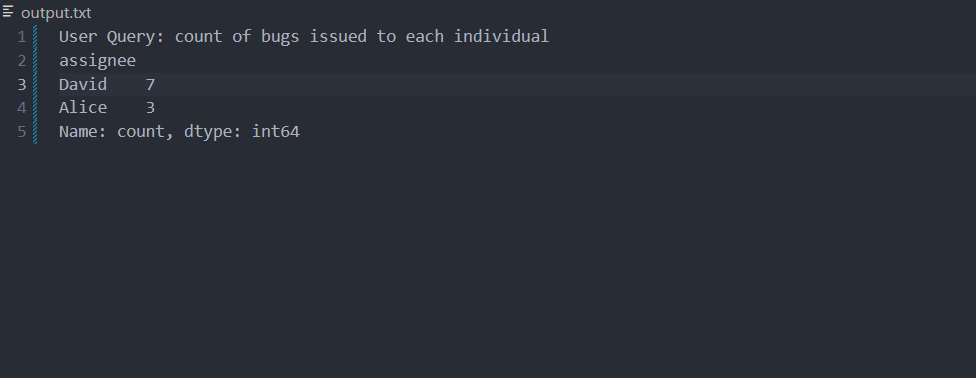 output.txt
1 User Query: count of bugs issued to each individual
2 assignee
3 David    7
4 Alice    3
5 Name: count, dtype: int64